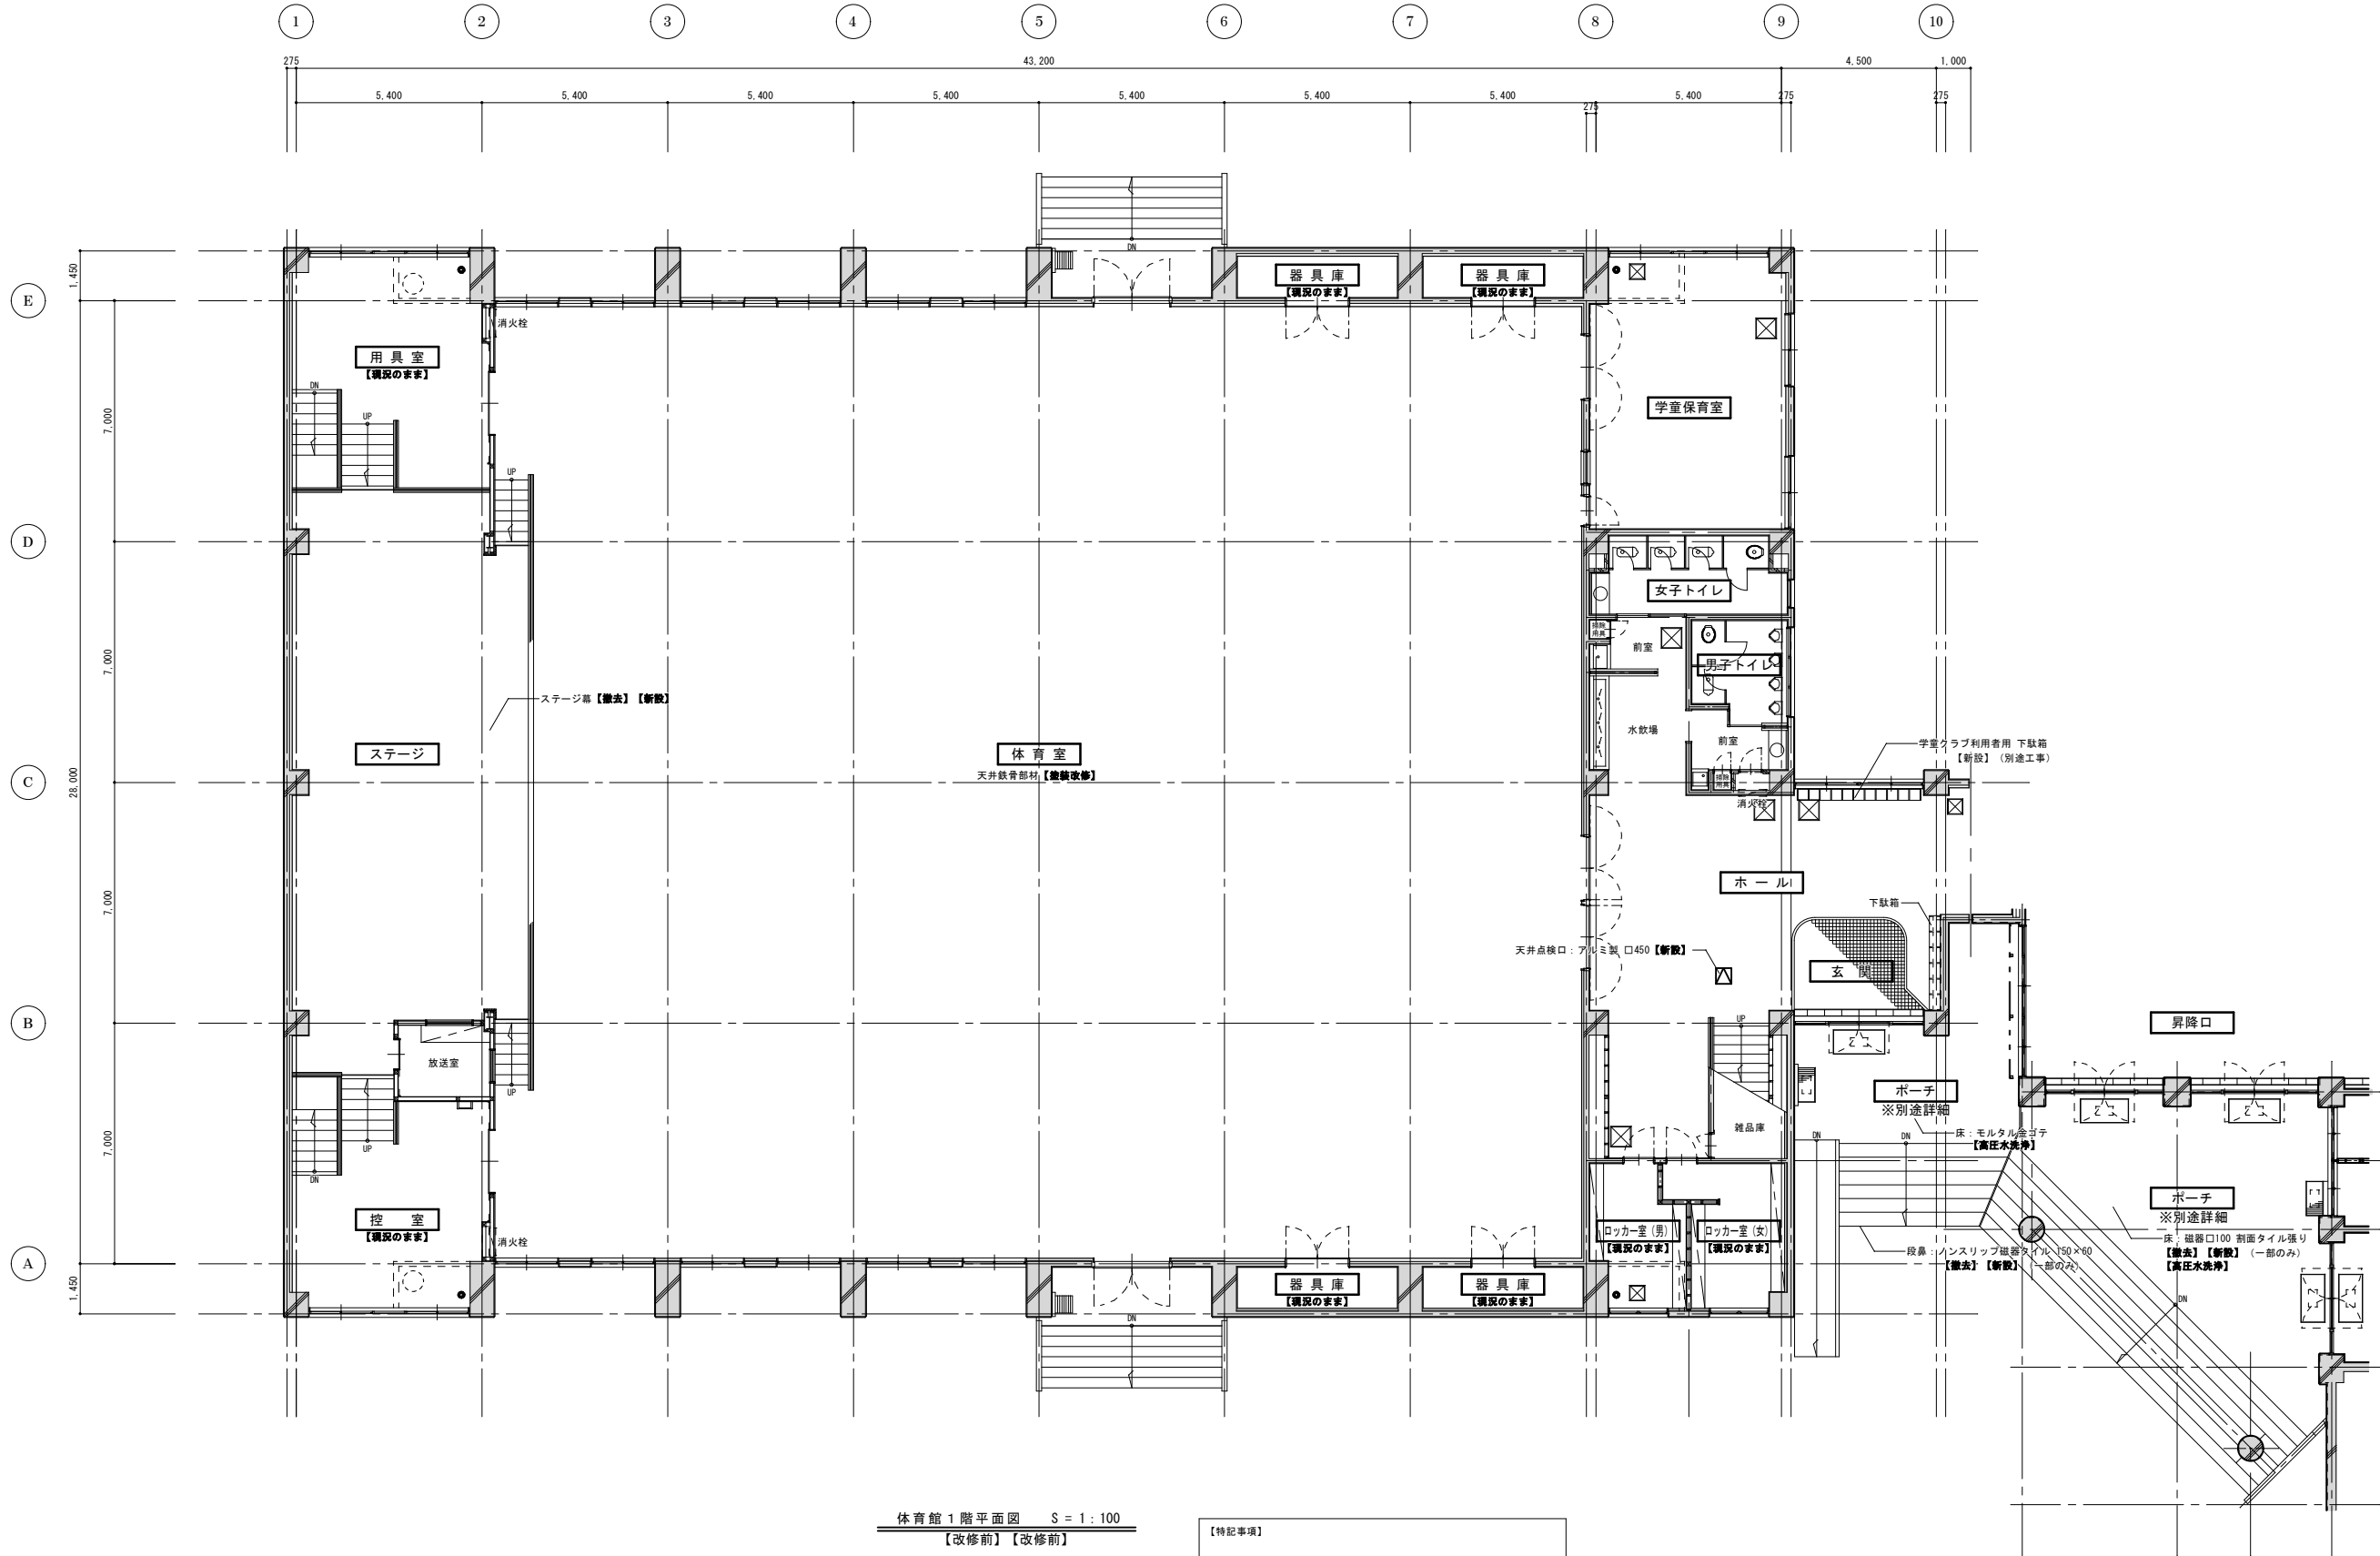 1 2 3 4 5 6 7 8 9 10
275 43,200 4,500 1,000
5,400 5,400 5,400 5,400 5,400 5,400 5,400 275 5,400 275 275
DN
1,450
E
器具庫
【現況のまま】
器具庫
【現況のまま】
消火栓
用具室
【現況のまま】
DN
UP
学童保育室
7,000
UP
D
女子トイレ
掃除
用具
前室
男子トイレ
7,000
ステージ幕【撤去】【新設】
水飲場
前室
ステージ
体育室
天井鉄骨部材【塗装改修】
学童クラブ利用者用 下駄箱
【新設】(別途工事)
C
28,000
掃除
用具
消火栓
ホール
7,000
下駄箱
天井点検口:アルミ製 口450【新設】
玄関
B
昇降口
UP
放送室
UP
ポーチ
※別途詳細
雑品庫
床:モルタル金ゴテ
【高圧水洗浄】
7,000
UP
DN
DN
DN
控室
【現況のまま】
ロッカー室(男)
【現況のまま】
ロッカー室(女)
【現況のまま】
ポーチ
※別途詳細
消火栓
床:磁器口100 割面タイル張り
【撤去】【新設】(一部のみ)
【高圧水洗浄】
段鼻:ノンスリップ磁器タイル 150×60
【撤去】【新設】(一部のみ)
A
1,450
器具庫
【現況のまま】
器具庫
【現況のまま】
DN
DN
体育館1階平面図 S=1:100
【改修前】【改修前】
【特記事項】